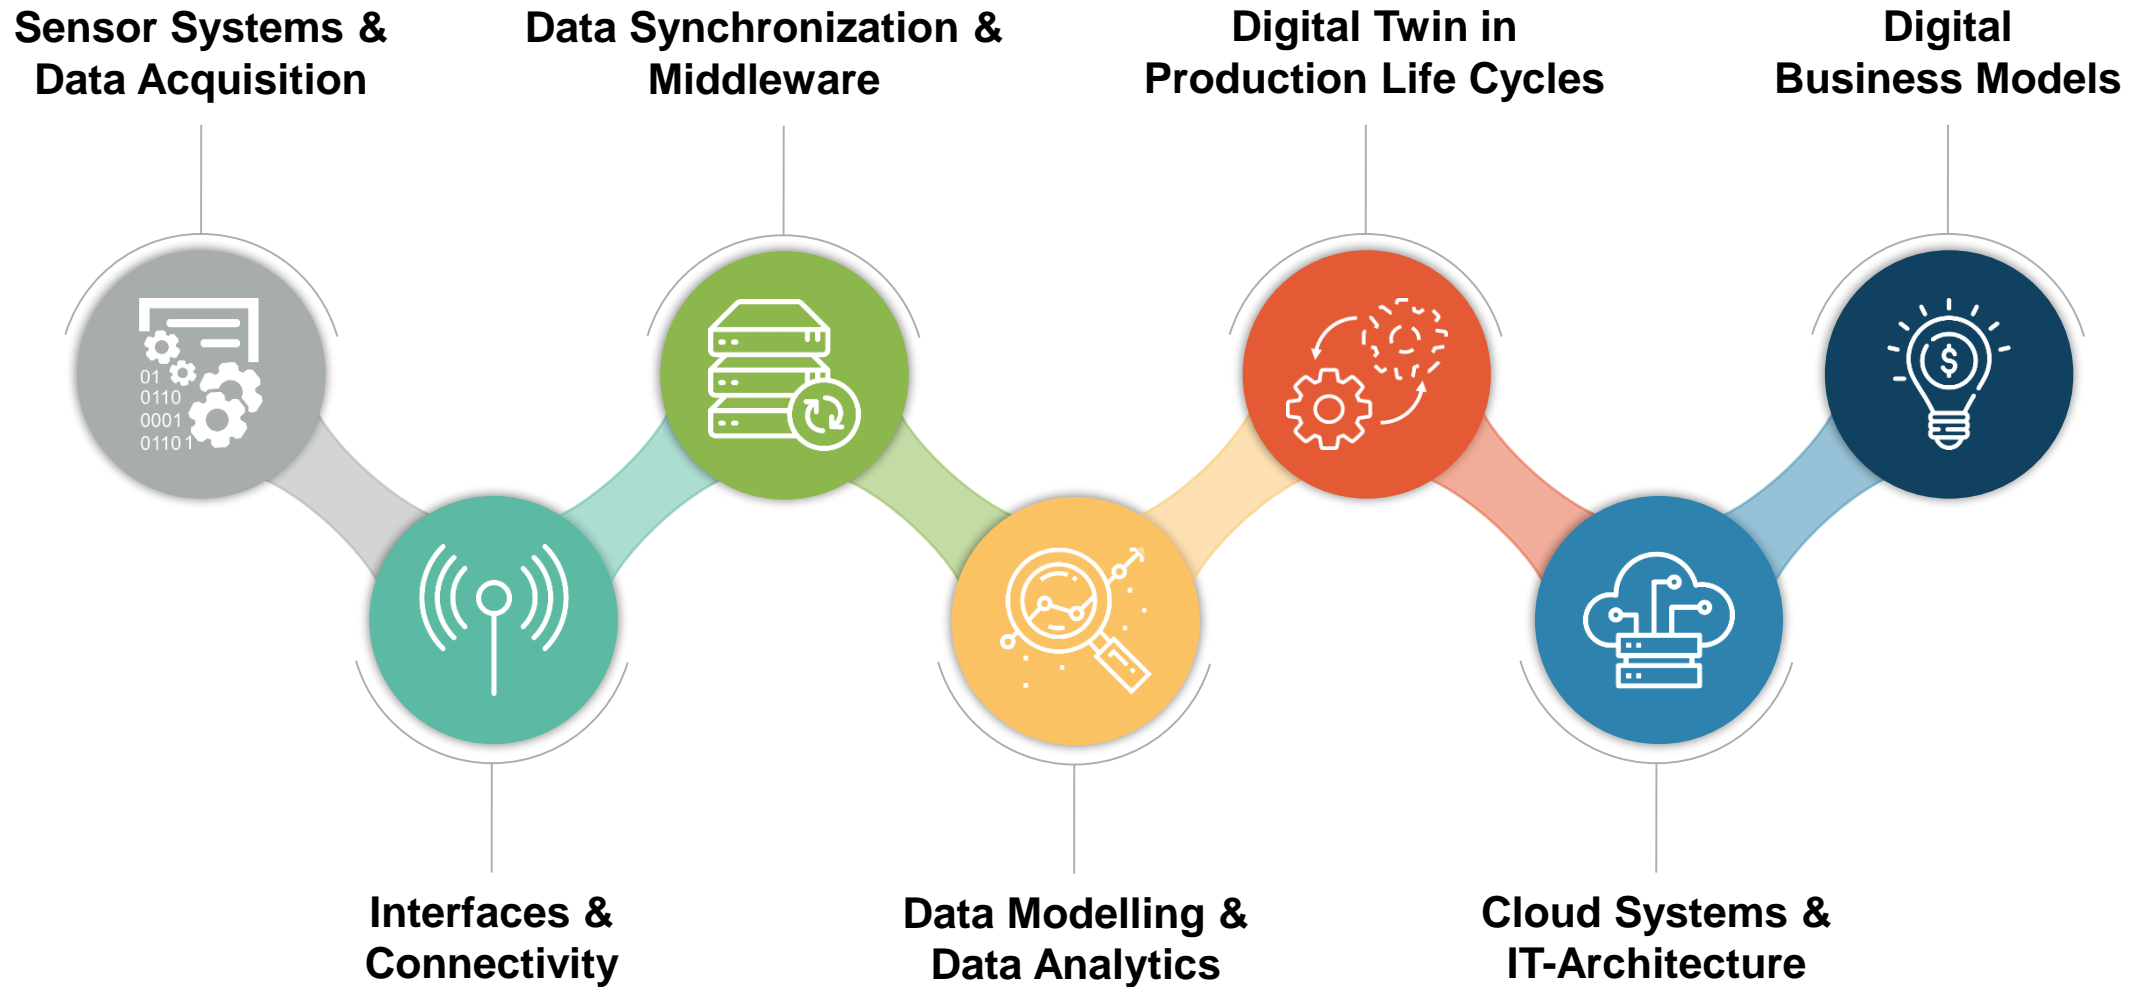 Sensor Systems &
Data Acquisition
Data Synchronization &
Middleware
Digital Twin in
Production Life Cycles
Digital
Business Models
01
0110
0001
01101
$
Interfaces &
Connectivity
Data Modelling &
Data Analytics
Cloud Systems &
IT-Architecture